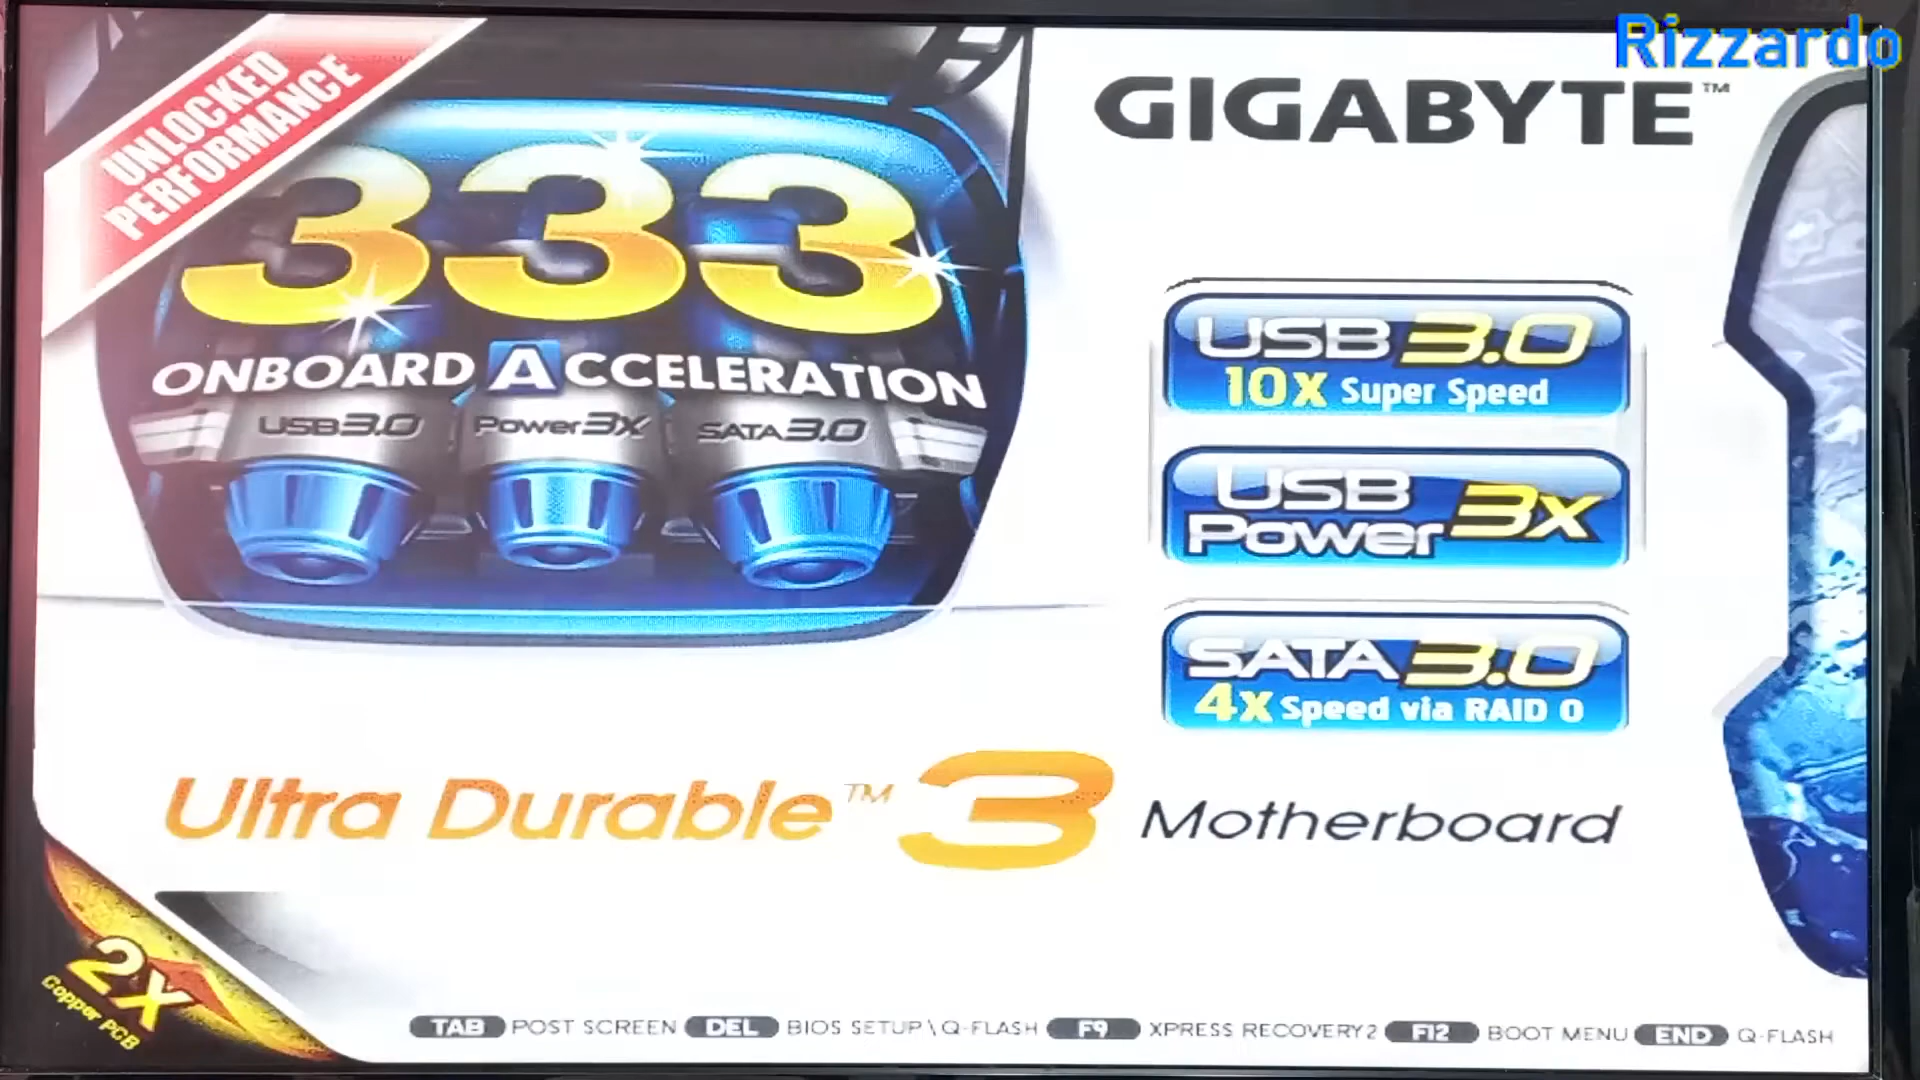 Rizzardo
UNLOCKED
PERFORMANCE
333
ONBOARD ACCELERATION
USB3.0 Power3X SATA3.0
GIGABYTE™
USB 3.0
10X Super Speed
USB
Power 3x
SATA 3.0
4X Speed via RAID 0
Ultra Durable™ 3 Motherboard
2X
Copper PCB
TAB POST SCREEN DEL BIOS SETUP\Q-FLASH F9 XPRESS RECOVERY2 F12 BOOT MENU END Q-FLASH